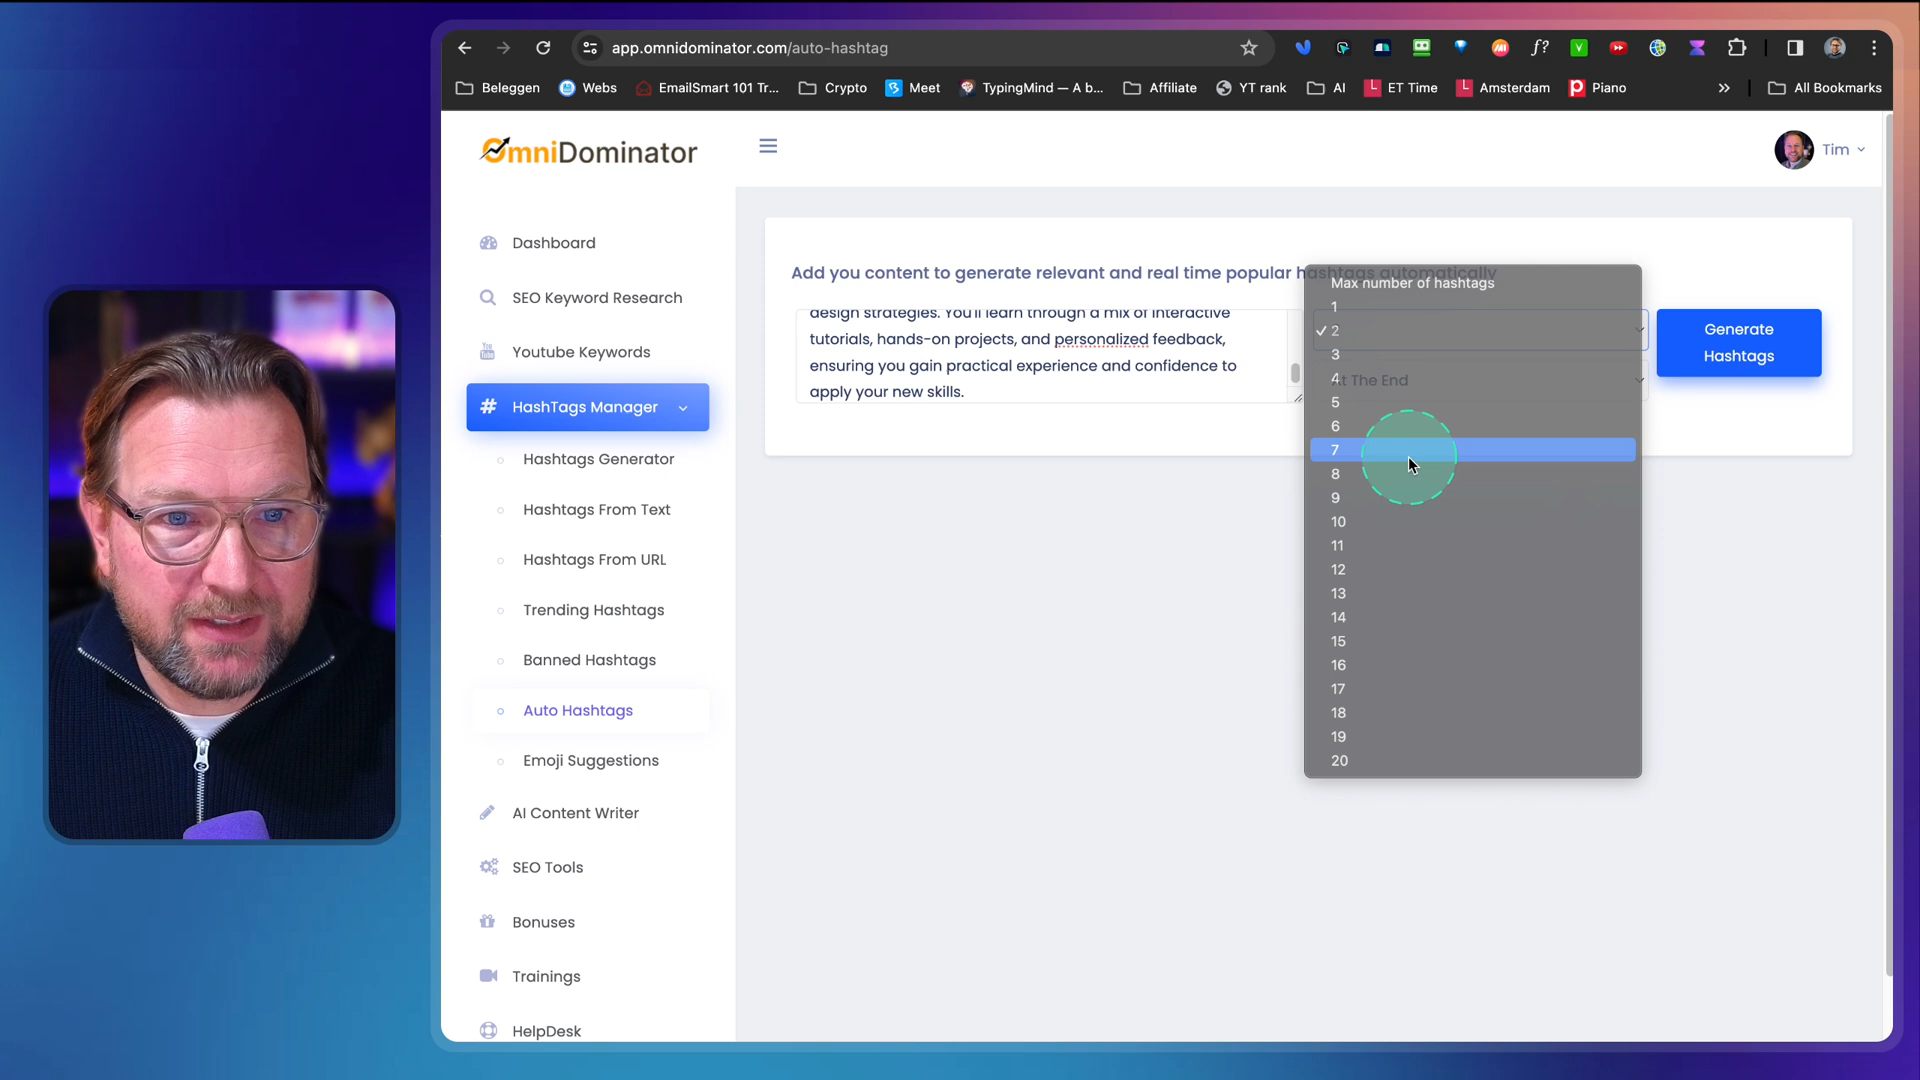 app.omnidominator.com/auto-hashtag
Beleggen
Webs
EmailSmart 101 Tr...
Crypto
Meet
TypingMind — A b...
Affiliate
YT rank
AI
ET Time
Amsterdam
Piano
All Bookmarks
OmniDominator
Tim
Dashboard
SEO Keyword Research
Youtube Keywords
HashTags Manager
Hashtags Generator
Hashtags From Text
Hashtags From URL
Trending Hashtags
Banned Hashtags
Auto Hashtags
Emoji Suggestions
AI Content Writer
SEO Tools
Bonuses
Trainings
HelpDesk
Add you content to generate relevant and real time popular hashtags automatically
design strategies. You'll learn through a mix of interactive
tutorials, hands-on projects, and personalized feedback,
ensuring you gain practical experience and confidence to
apply your new skills.
Max number of hashtags
1
2
3
4
5
6
7
8
9
10
11
12
13
14
15
16
17
18
19
20
At The End
Generate
Hashtags